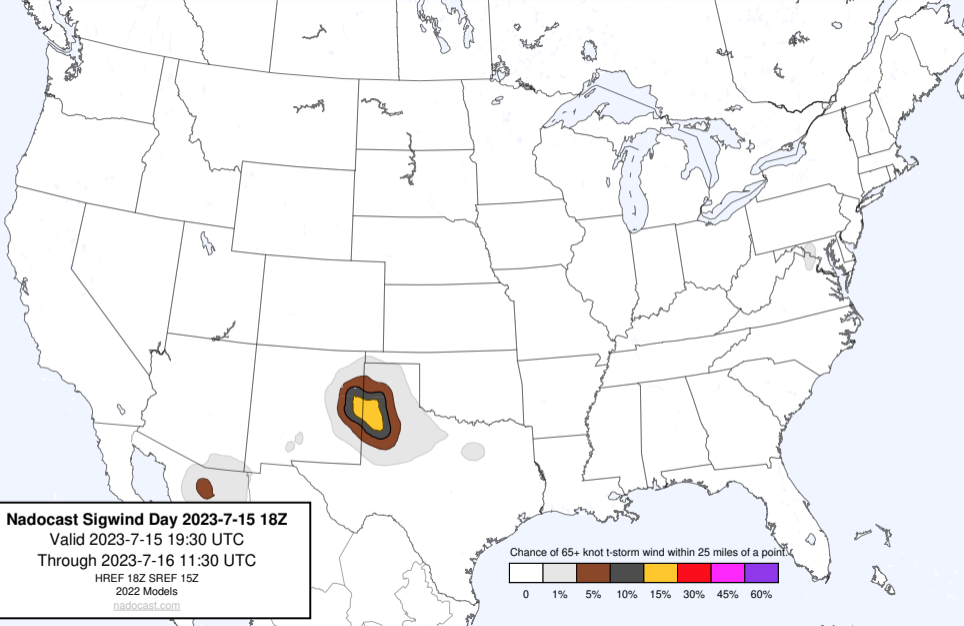 Nadocast Sigwind Day 2023-7-15 18Z
Valid 2023-7-15 19:30 UTC
Through 2023-7-16 11:30 UTC
HREF 18Z SREF 15Z
2022 Models
nadocast.com
Chance of 65+ knot t-storm wind within 25 miles of a point.
0 1% 5% 10% 15% 30% 45% 60%